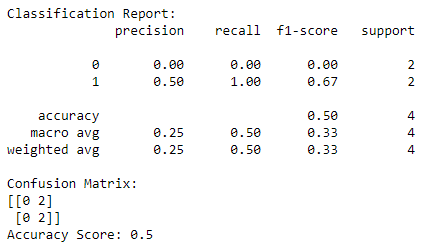 Classification Report:
              precision    recall  f1-score   support

           0       0.00      0.00      0.00         2
           1       0.50      1.00      0.67         2

    accuracy                           0.50         4
   macro avg       0.25      0.50      0.33         4
weighted avg       0.25      0.50      0.33         4

Confusion Matrix:
[[0 2]
 [0 2]]
Accuracy Score: 0.5